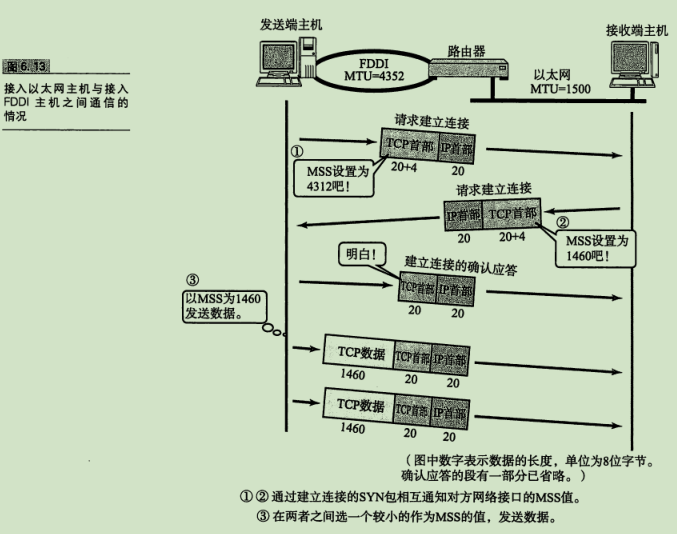 图6.13
接入以太网主机与接入
FDDI 主机之间通信的
情况
发送端主机
接收端主机
FDDI
MTU=4352
路由器
以太网
MTU=1500
请求建立连接
TCP首部 IP首部
20+4 20
①
MSS设置为
4312吧！
请求建立连接
IP首部 TCP首部
20 20+4
②
MSS设置为
1460吧！
明白！
建立连接的确认应答
TCP首部 IP首部
20 20
③
以MSS为1460
发送数据。
TCP数据 TCP首部 IP首部
1460 20 20
TCP数据 TCP首部 IP首部
1460 20 20
（图中数字表示数据的长度，单位为8位字节。
确认应答的段有一部分已省略。）
①② 通过建立连接的SYN包相互通知对方网络接口的MSS值。
③ 在两者之间选一个较小的作为MSS的值，发送数据。